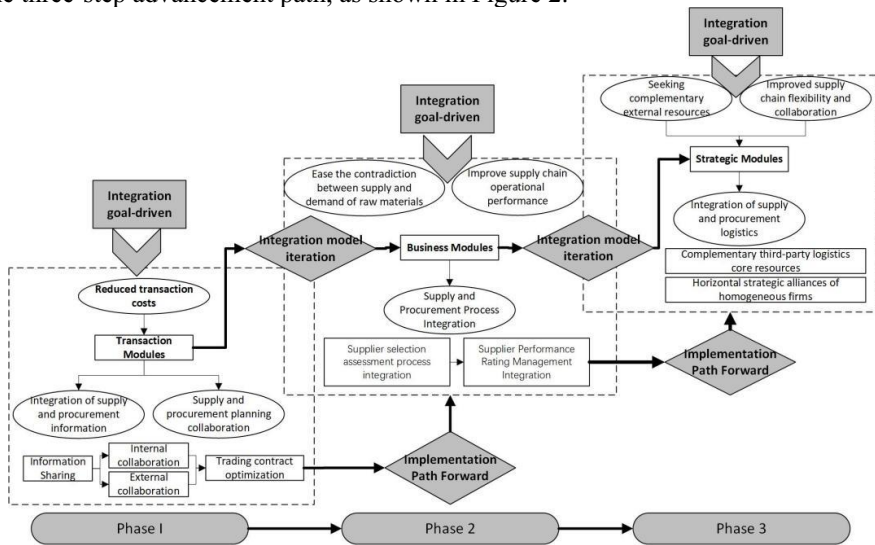 he three-step advancement path, as shown in Figure 2.
Integration
goal-driven
Seeking
complementary
external resources
Improved supply
chain flexibility and
collaboration
Strategic Modules
Integration of supply
and procurement
logistics
Complementary third-party logistics
core resources
Horizontal strategic alliances of
homogeneous firms
Integration
goal-driven
Ease the contradiction
between supply and
demand of raw materials
Improve supply chain
operational
performance
Integration model
iteration
Business Modules
Integration model
iteration
Supply and
Procurement Process
Integration
Supplier selection
assessment process
integration
Supplier Performance
Rating Management
Integration
Implementation
Path Forward
Integration
goal-driven
Reduced transaction
costs
Transaction
Modules
Integration of supply
and procurement
information
Supply and
procurement planning
collaboration
Information
Sharing
Internal
collaboration
External
collaboration
Trading contract
optimization
Implementation
Path Forward
Phase I
Phase 2
Phase 3